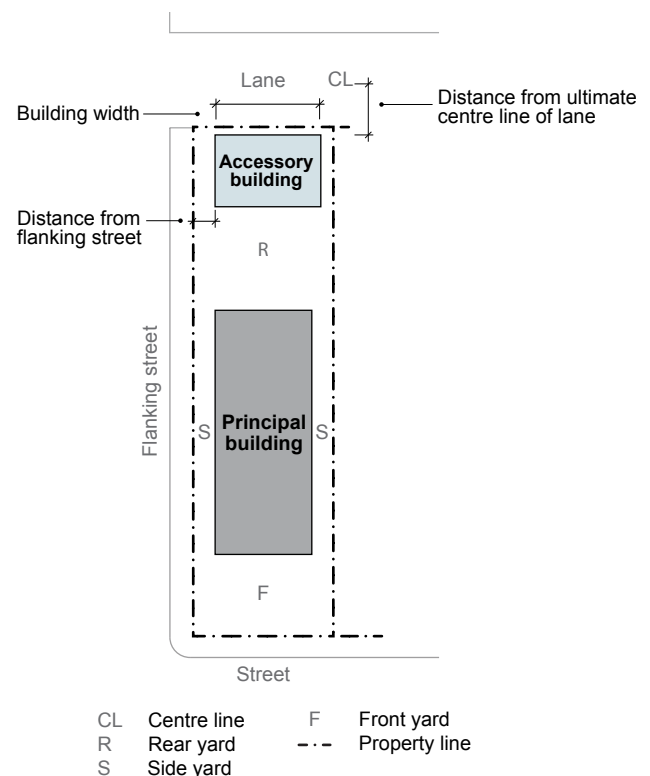 Lane
CL
Building width
Distance from ultimate
centre line of lane
Accessory
building
Distance from
flanking street
R
Flanking street
S
Principal
building
S
F
Street
CL Centre line
R Rear yard
S Side yard
F Front yard
Property line